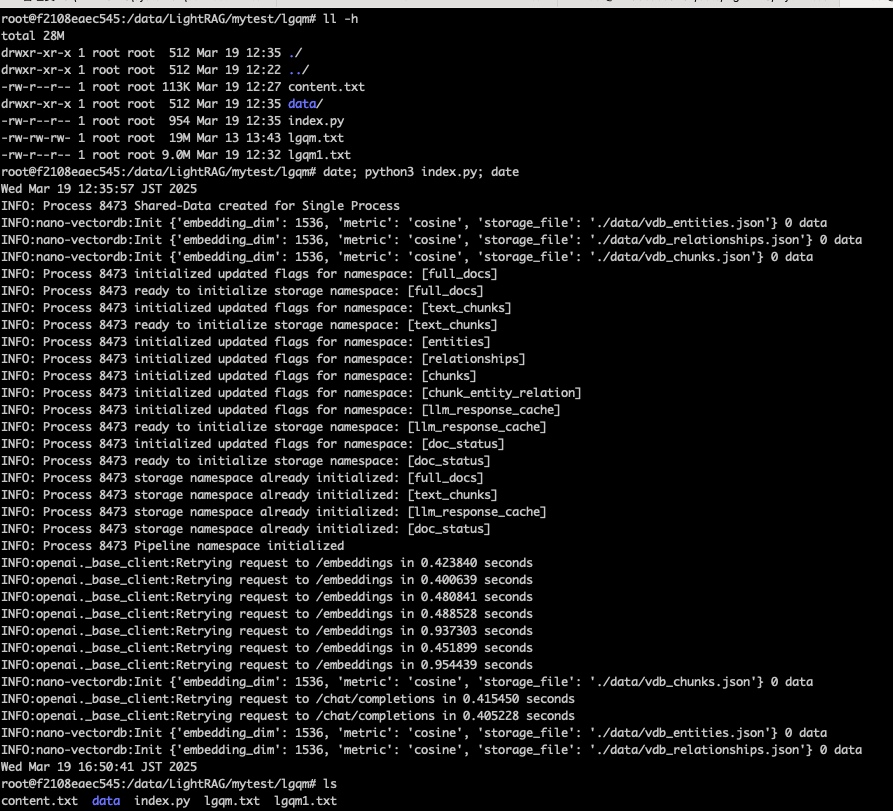 root@f2108eaec545:/data/LightRAG/mytest/lgqm# ll -h
total 28M
drwxr-xr-x 1 root root  512 Mar 19 12:35 ./
drwxr-xr-x 1 root root  512 Mar 19 12:22 ../
-rw-r--r-- 1 root root 113K Mar 19 12:27 content.txt
drwxr-xr-x 1 root root  512 Mar 19 12:35 data/
-rw-r--r-- 1 root root  954 Mar 19 12:35 index.py
-rw-rw-rw- 1 root root  19M Mar 13 13:43 lgqm.txt
-rw-r--r-- 1 root root 9.0M Mar 19 12:32 lgqm1.txt
root@f2108eaec545:/data/LightRAG/mytest/lgqm# date; python3 index.py; date
Wed Mar 19 12:35:57 JST 2025
INFO: Process 8473 Shared-Data created for Single Process
INFO:nano-vectordb:Init {'embedding_dim': 1536, 'metric': 'cosine', 'storage_file': './data/vdb_entities.json'} 0 data
INFO:nano-vectordb:Init {'embedding_dim': 1536, 'metric': 'cosine', 'storage_file': './data/vdb_relationships.json'} 0 data
INFO:nano-vectordb:Init {'embedding_dim': 1536, 'metric': 'cosine', 'storage_file': './data/vdb_chunks.json'} 0 data
INFO: Process 8473 initialized updated flags for namespace: [full_docs]
INFO: Process 8473 ready to initialize storage namespace: [full_docs]
INFO: Process 8473 initialized updated flags for namespace: [text_chunks]
INFO: Process 8473 ready to initialize storage namespace: [text_chunks]
INFO: Process 8473 initialized updated flags for namespace: [entities]
INFO: Process 8473 initialized updated flags for namespace: [relationships]
INFO: Process 8473 initialized updated flags for namespace: [chunks]
INFO: Process 8473 initialized updated flags for namespace: [chunk_entity_relation]
INFO: Process 8473 initialized updated flags for namespace: [llm_response_cache]
INFO: Process 8473 ready to initialize storage namespace: [llm_response_cache]
INFO: Process 8473 initialized updated flags for namespace: [doc_status]
INFO: Process 8473 ready to initialize storage namespace: [doc_status]
INFO: Process 8473 storage namespace already initialized: [full_docs]
INFO: Process 8473 storage namespace already initialized: [text_chunks]
INFO: Process 8473 storage namespace already initialized: [llm_response_cache]
INFO: Process 8473 storage namespace already initialized: [doc_status]
INFO: Process 8473 Pipeline namespace initialized
INFO:openai._base_client:Retrying request to /embeddings in 0.423840 seconds
INFO:openai._base_client:Retrying request to /embeddings in 0.400639 seconds
INFO:openai._base_client:Retrying request to /embeddings in 0.480841 seconds
INFO:openai._base_client:Retrying request to /embeddings in 0.488528 seconds
INFO:openai._base_client:Retrying request to /embeddings in 0.937303 seconds
INFO:openai._base_client:Retrying request to /embeddings in 0.451899 seconds
INFO:openai._base_client:Retrying request to /embeddings in 0.954439 seconds
INFO:nano-vectordb:Init {'embedding_dim': 1536, 'metric': 'cosine', 'storage_file': './data/vdb_chunks.json'} 0 data
INFO:openai._base_client:Retrying request to /chat/completions in 0.415450 seconds
INFO:openai._base_client:Retrying request to /chat/completions in 0.405228 seconds
INFO:nano-vectordb:Init {'embedding_dim': 1536, 'metric': 'cosine', 'storage_file': './data/vdb_entities.json'} 0 data
INFO:nano-vectordb:Init {'embedding_dim': 1536, 'metric': 'cosine', 'storage_file': './data/vdb_relationships.json'} 0 data
Wed Mar 19 16:50:41 JST 2025
root@f2108eaec545:/data/LightRAG/mytest/lgqm# ls
content.txt  data  index.py  lgqm.txt  lgqm1.txt